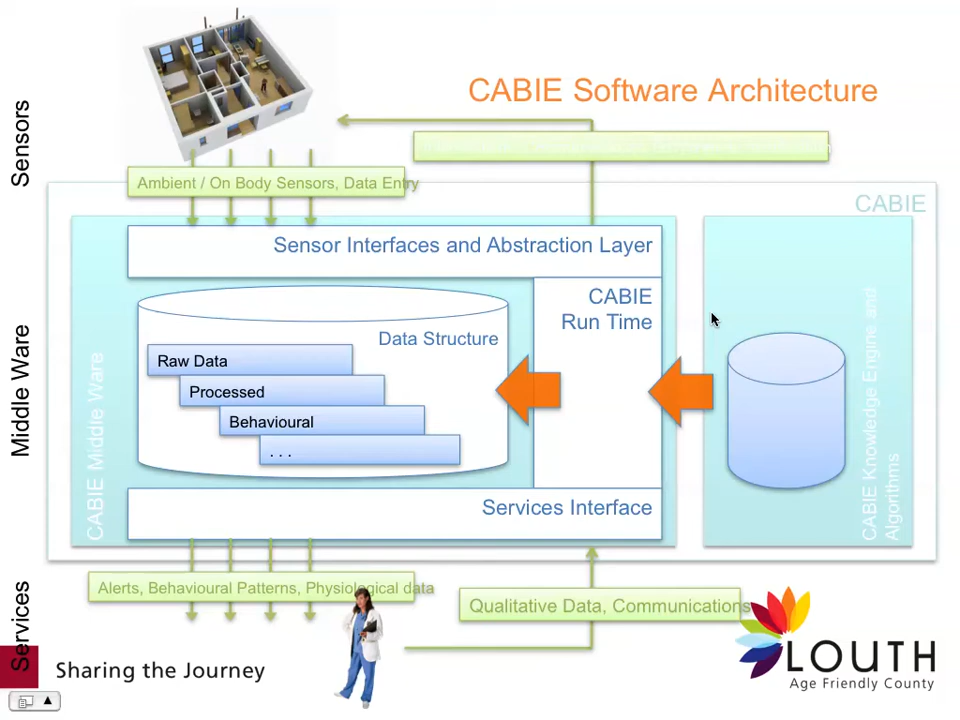 CABIE Software Architecture
Sensors
Ambient / On Body Sensors, Data Entry
CABIE
Sensor Interfaces and Abstraction Layer
CABIE
Run Time
Data Structure
Raw Data
Processed
Behavioural
. . .
Middle Ware
CABIE Middle Ware
CABIE Knowledge Engine and
Algorithms
Services Interface
Services
Alerts, Behavioural Patterns, Physiological data
Qualitative Data, Communications
Sharing the Journey
LOUTH
Age Friendly County